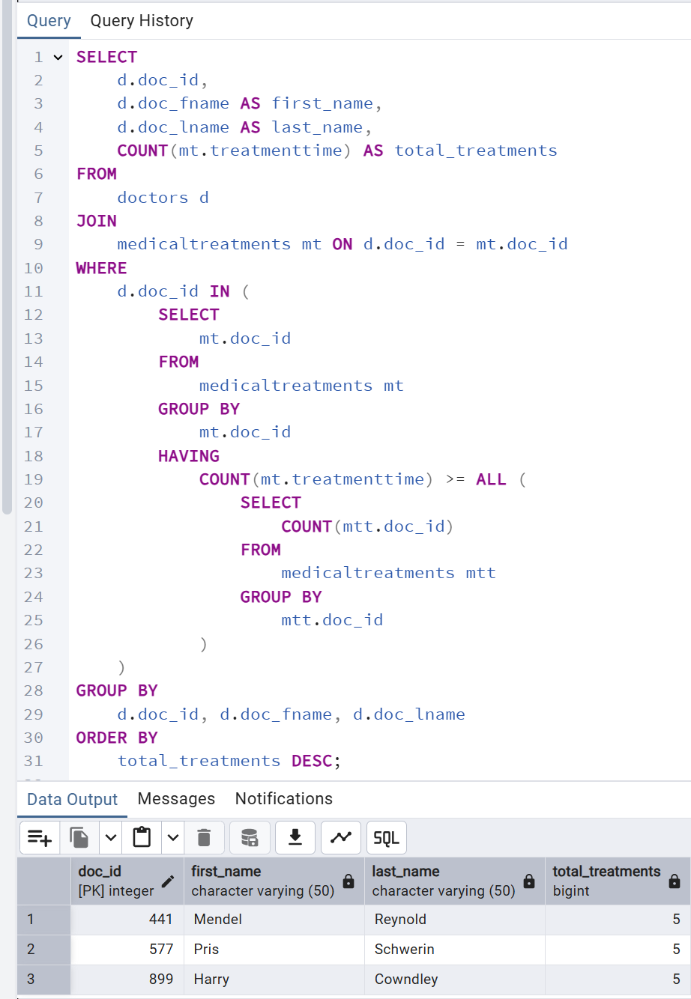 Query Query History
1 SELECT
2 d.doc_id,
3 d.doc_fname AS first_name,
4 d.doc_lname AS last_name,
5 COUNT(mt.treatmenttime) AS total_treatments
6 FROM
7 doctors d
8 JOIN
9 medicaltreatments mt ON d.doc_id = mt.doc_id
10 WHERE
11 d.doc_id IN (
12 SELECT
13 mt.doc_id
14 FROM
15 medicaltreatments mt
16 GROUP BY
17 mt.doc_id
18 HAVING
19 COUNT(mt.treatmenttime) >= ALL (
20 SELECT
21 COUNT(mtt.doc_id)
22 FROM
23 medicaltreatments mtt
24 GROUP BY
25 mtt.doc_id
26 )
27 )
28 GROUP BY
29 d.doc_id, d.doc_fname, d.doc_lname
30 ORDER BY
31 total_treatments DESC;
Data Output Messages Notifications
SQL
doc_id first_name last_name total_treatments
[PK] integer character varying (50) character varying (50) bigint
1 441 Mendel Reynold 5
2 577 Pris Schwerin 5
3 899 Harry Cowndley 5